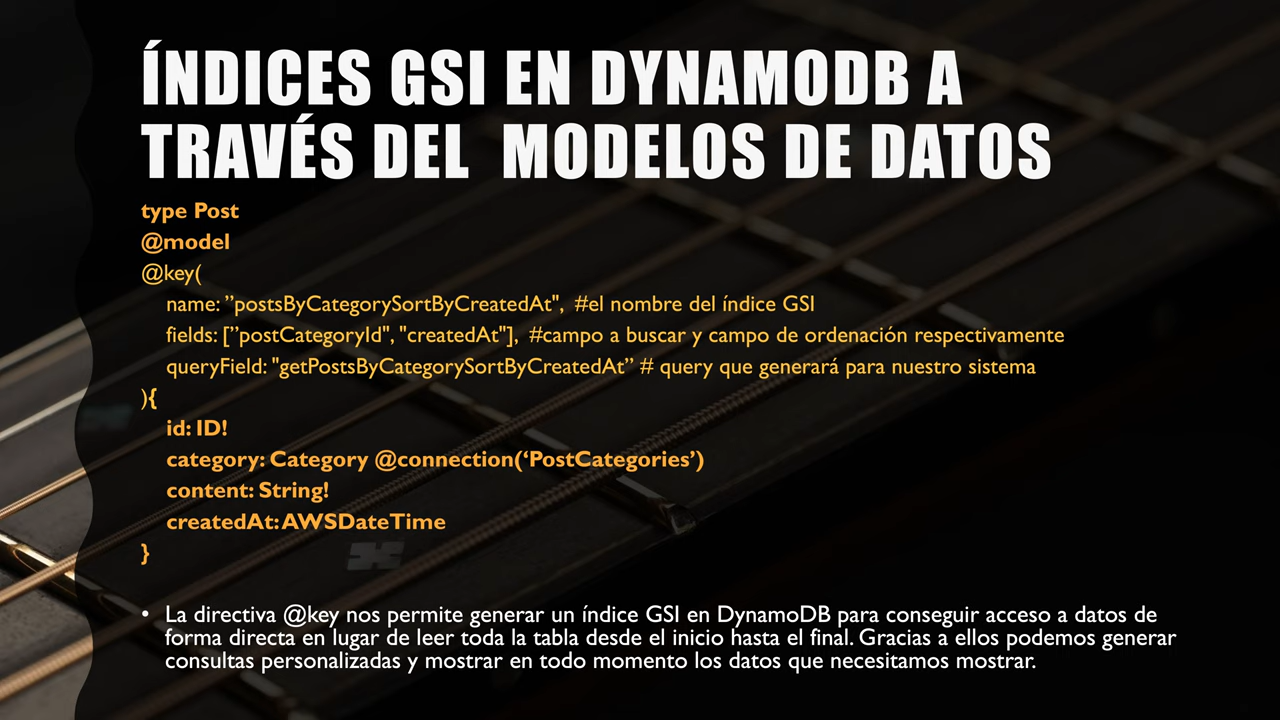 ÍNDICES GSI EN DYNAMODB A
TRAVÉS DEL  MODELOS DE DATOS
type Post
@model
@key(
name: ”postsByCategorySortByCreatedAt",  #el nombre del índice GSI
fields: [”postCategoryId", "createdAt"],  #campo a buscar y campo de ordenación respectivamente
queryField: "getPostsByCategorySortByCreatedAt” # query que generará para nuestro sistema
){
id: ID!
category: Category @connection(‘PostCategories’)
content: String!
createdAt: AWSDateTime
}
• La directiva @key nos permite generar un índice GSI en DynamoDB para conseguir acceso a datos de
forma directa en lugar de leer toda la tabla desde el inicio hasta el final. Gracias a ellos podemos generar
consultas personalizadas y mostrar en todo momento los datos que necesitamos mostrar.